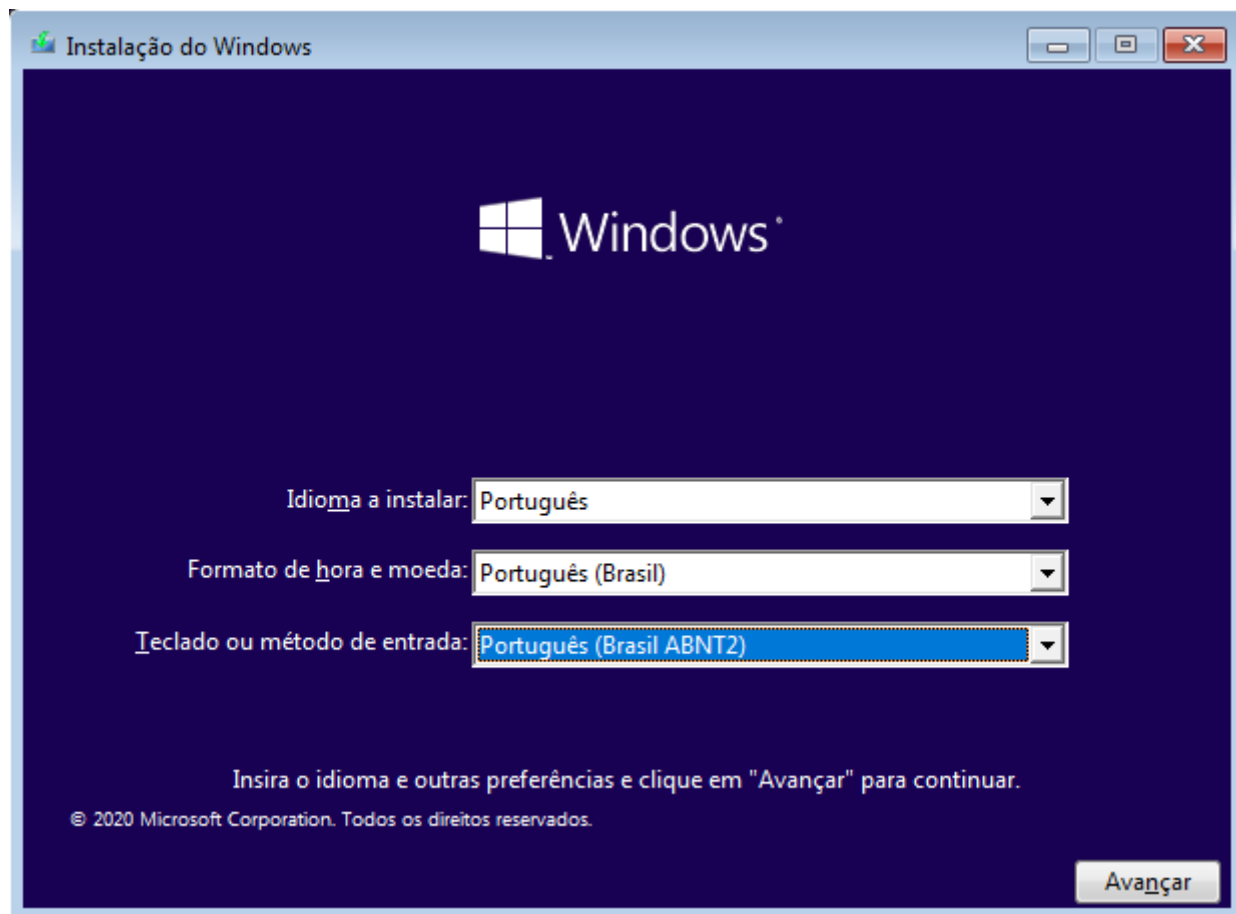 Instalação do Windows
Windows
Idioma a instalar: Português
Formato de hora e moeda: Português (Brasil)
Teclado ou método de entrada: Português (Brasil ABNT2)
Insira o idioma e outras preferências e clique em "Avançar" para continuar.
© 2020 Microsoft Corporation. Todos os direitos reservados.
Avançar